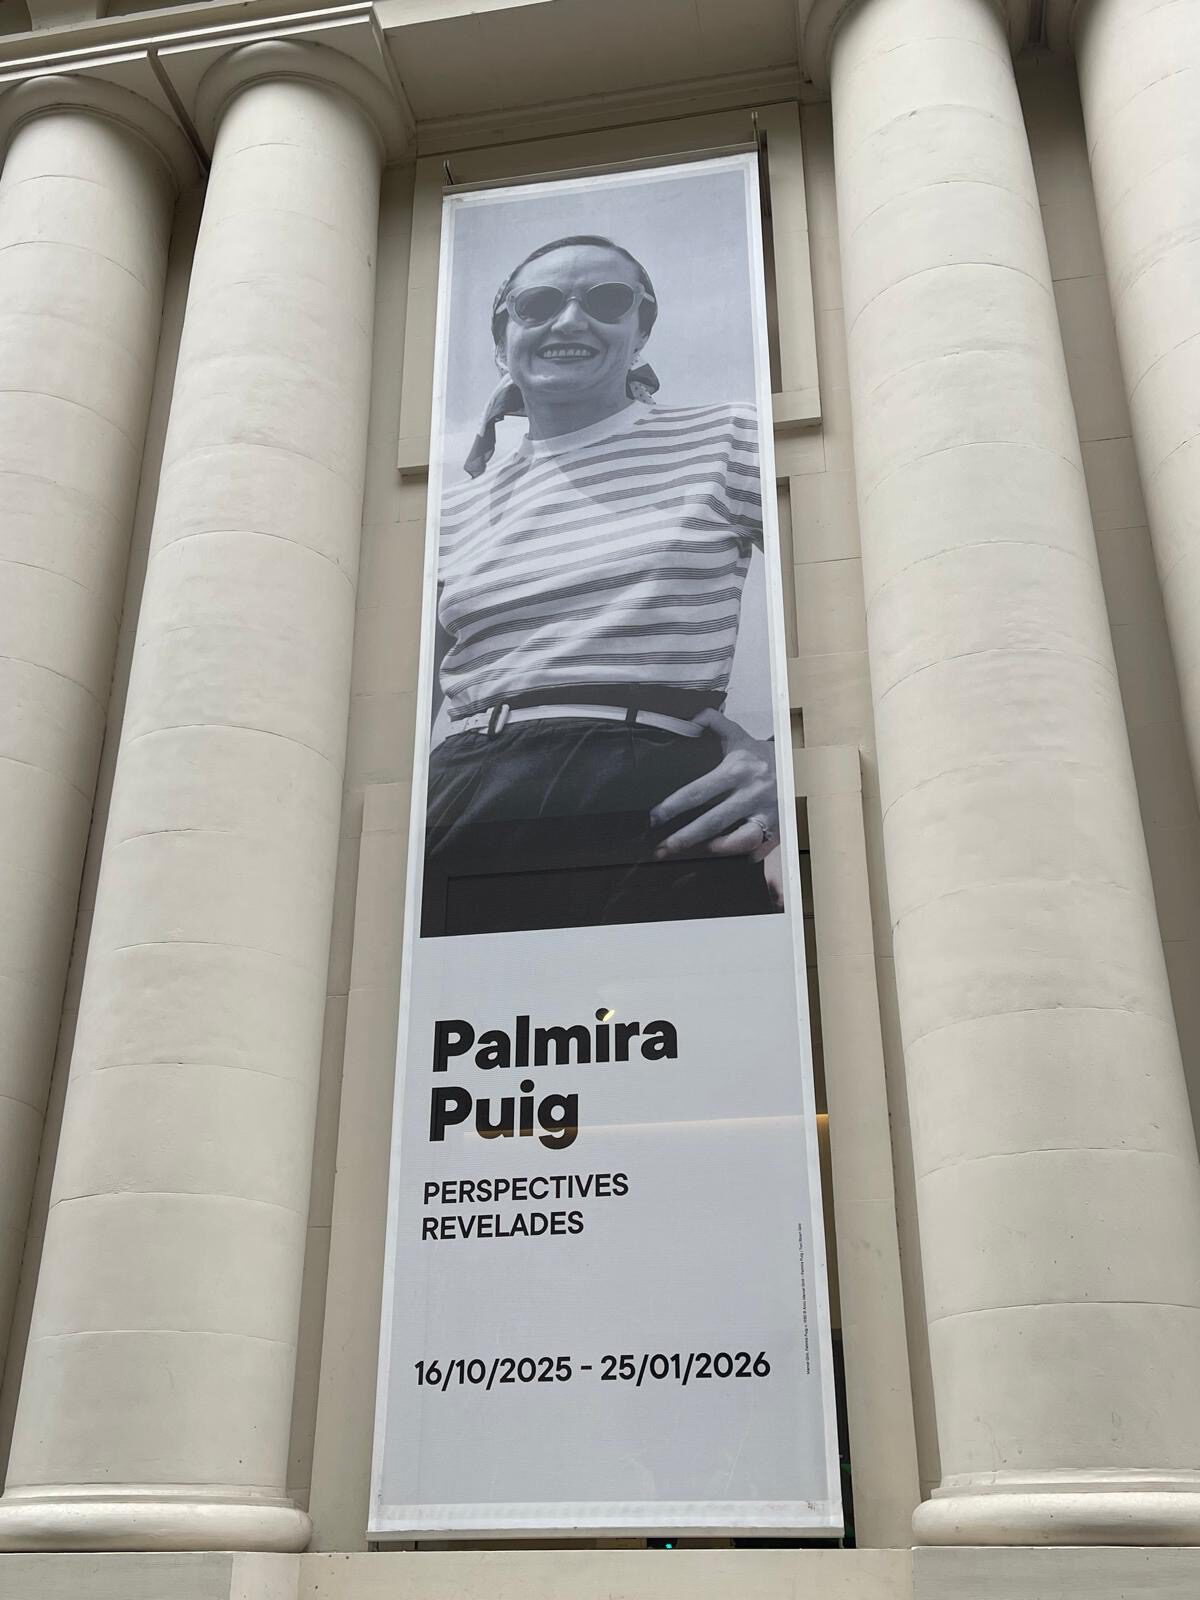 Palmira
Puig
PERSPECTIVES
REVELADES
16/10/2025 - 25/01/2026